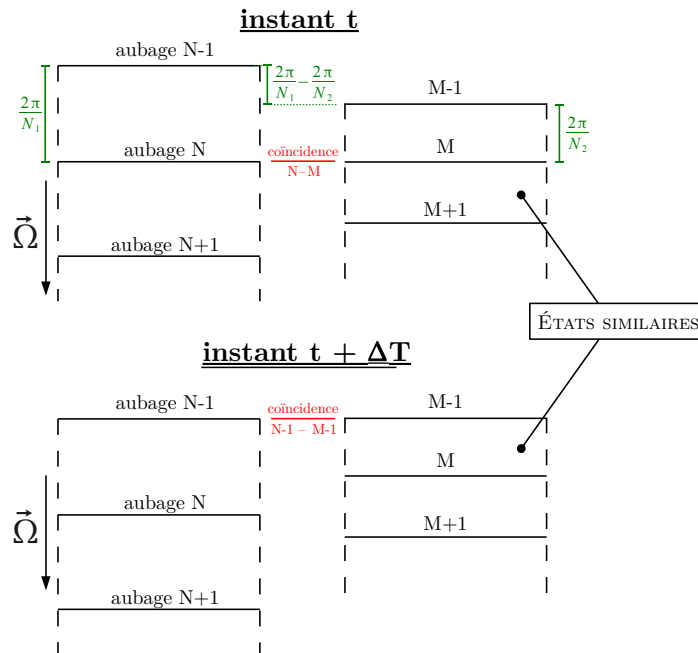 instant t
aubage N-1
2π/N₁
2π/N₁ − 2π/N₂
M-1
2π/N₂
aubage N
coïncidence
N–M
M
M+1
Ω⃗
aubage N+1
ÉTATS SIMILAIRES
instant t + ΔT
aubage N-1
coïncidence
N-1 – M-1
M-1
M
aubage N
Ω⃗
M+1
aubage N+1